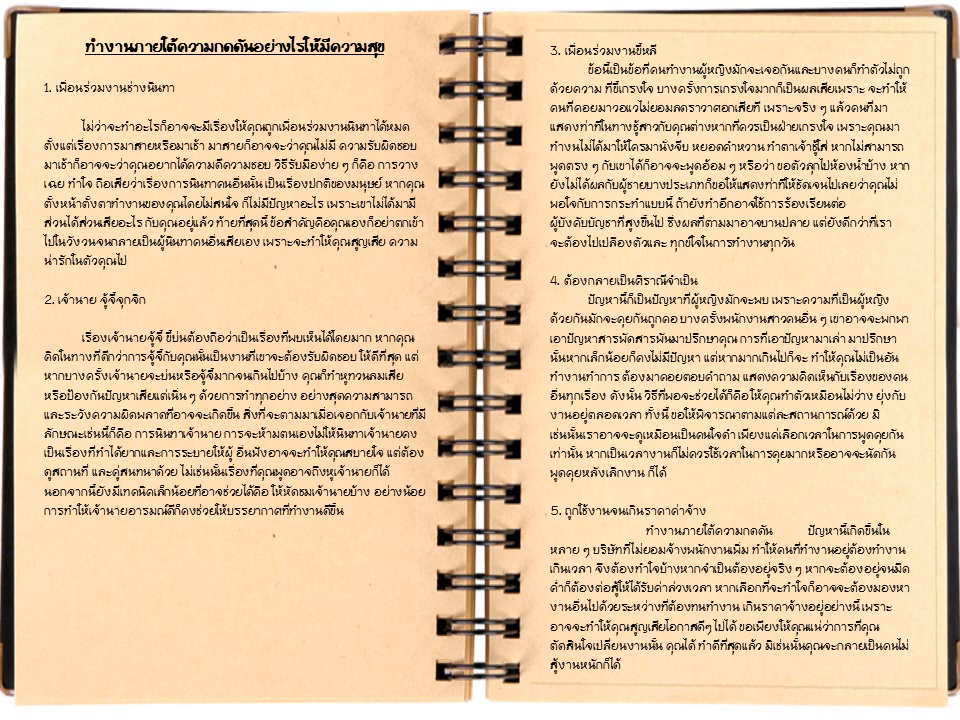 ทำงานภายใต้ความกดดันอย่างไรให้มีความสุข
1. เพื่อนร่วมงานช่างนินทา
ไม่ว่าจะทำอะไรก็อาจจะมีเรื่องให้คุณถูกเพื่อนร่วมงานนินทาได้หมด
ตั้งแต่เรื่องการมาสายหรือมาเช้า มาสายก็อาจจะว่าคุณไม่มี ความรับผิดชอบ
มาเช้าก็อาจจะว่าคุณอยากได้ความดีความชอบ วิธีรับมือง่าย ๆ ก็คือ การวาง
เฉย ทำใจ ถือเสียว่าเรื่องการนินทาคนอื่นนั้น เป็นเรื่องปกติของมนุษย์ หากคุณ
ตั้งหน้าตั้งตาทำงานของคุณโดยไม่สนใจ ก็ไม่มีปัญหาอะไร เพราะเขาไม่ได้มามี
ส่วนได้ส่วนเสียอะไร กับคุณอยู่แล้ว ท้ายที่สุดนี้ ข้อสำคัญคือคุณเองก็อย่าตกเข้า
ไปในวังวนจนกลายเป็นผู้นินทาคนอื่นเสียเอง เพราะจะทำให้คุณสูญเสีย ความ
น่ารักในตัวคุณไป
2. เจ้านาย จู้จี้จุกจิก
เรื่องเจ้านายจู้จี้ ขี้บ่นต้องถือว่าเป็นเรื่องที่พบเห็นได้โดยมาก หากคุณ
คิดในทางที่ดีกว่าการจู้จี้กับคุณนั้นเป็นงานที่เขาจะต้องรับผิดชอบ ให้ดีที่สุด แต่
หากบางครั้งเจ้านายจะบ่นหรือจู้จี้มากจนเกินไปบ้าง คุณก็ทำหูทวนลมเสีย
หรือป้องกันปัญหาเสียแต่เนิ่น ๆ ด้วยการทำทุกอย่าง อย่างสุดความสามารถ
และระวังความผิดพลาดที่อาจจะเกิดขึ้น สิ่งที่จะตามมาเมื่อเจอกับเจ้านายที่มี
ลักษณะเช่นนี้ก็คือ การนินทาเจ้านาย การจะห้ามตนเองไม่ให้นินทาเจ้านายคง
เป็นเรื่องที่ทำได้ยากและการระบายให้ผู้ อื่นฟังอาจจะทำให้คุณสบายใจ แต่ต้อง
ดูสถานที่ และคู่สนทนาด้วย ไม่เช่นนั้นเรื่องที่คุณพูดอาจถึงหูเจ้านายก็ได้
นอกจากนี้ยังมีเทคนิคเล็กน้อยที่อาจช่วยได้คือ ให้หัดชมเจ้านายบ้าง อย่างน้อย
การทำให้เจ้านายอารมณ์ดีก็คงช่วยให้บรรยากาศที่ทำงานดีขึ้น
3. เพื่อนร่วมงานขี้หลี
ข้อนี้เป็นข้อที่คนทำงานผู้หญิงมักจะเจอกันและบางคนก็ทำตัวไม่ถูก
ด้วยความ ที่ขี้เกรงใจ บางครั้งการเกรงใจมากก็เป็นผลเสียเพราะ จะทำให้
คนที่คอยมาวอแวไม่ยอมลดราวาศอกเสียที เพราะจริง ๆ แล้วคนที่มา
แสดงท่าทีในทางชู้สาวกับคุณต่างหากที่ควรเป็นฝ่ายเกรงใจ เพราะคุณมา
ทำงานไม่ได้มาให้ใครมานั่งจีบ หยอดคำหวาน ทำตาเจ้าชู้ใส่ หากไม่สามารถ
พูดตรง ๆ กับเขาได้ก็อาจจะพูดอ้อม ๆ หรือว่า ขอตัวลุกไปห้องน้ำบ้าง หาก
ยังไม่ได้ผลกับผู้ชายบางประเภทก็ขอให้แสดงท่าทีให้ชัดเจนไปเลยว่าคุณไม่
พอใจกับการกระทำแบบนี้ ถ้ายังทำอีกอาจใช้การร้องเรียนต่อ
ผู้บังคับบัญชาที่สูงขึ้นไป ซึ่งผลที่ตามมาอาจบานปลาย แต่ยังดีกว่าที่เรา
จะต้องไปเปลืองตัวและ ทุกข์ใจในการทำงานทุกวัน
4. ต้องกลายเป็นศิราณีจำเป็น
ปัญหานี้ก็เป็นปัญหาที่ผู้หญิงมักจะพบ เพราะความที่เป็นผู้หญิง
ด้วยกันมักจะคุยกันถูกคอ บางครั้งพนักงานสาวคนอื่น ๆ เขาอาจจะพกพา
เอาปัญหาสารพัดสารพันมาปรึกษาคุณ การที่เอาปัญหามาเล่า มาปรึกษา
นั้นหากเล็กน้อยก็คงไม่มีปัญหา แต่หากมากเกินไปก็จะ ทำให้คุณไม่เป็นอัน
ทำงานทำการ ต้องมาคอยตอบคำถาม แสดงความคิดเห็นกับเรื่องของคน
อื่นทุกเรื่อง ดังนั้น วิธีที่พอจะช่วยได้ก็คือให้คุณทำตัวเหมือนไม่ว่าง ยุ่งกับ
งานอยู่ตลอดเวลา ทั้งนี้ ขอให้พิจารณาตามแต่ละสถานการณ์ด้วย มิ
เช่นนั้นเราอาจจะดูเหมือนเป็นคนใจดำ เพียงแค่เลือกเวลาในการพูดคุยกัน
เท่านั้น หากเป็นเวลางานก็ไม่ควรใช้เวลาในการคุยมากหรืออาจจะนัดกัน
พูดคุยหลังเลิกงาน ก็ได้
5. ถูกใช้งานจนเกินราคาค่าจ้าง
ทำงานภายใต้ความกดดัน ปัญหานี้เกิดขึ้นใน
หลาย ๆ บริษัทที่ไม่ยอมจ้างพนักงานเพิ่ม ทำให้คนที่ทำงานอยู่ต้องทำงาน
เกินเวลา จึงต้องทำใจบ้างหากจำเป็นต้องอยู่จริง ๆ หากจะต้องอยู่จนมืด
ค่ำก็ต้องต่อสู้ให้ได้รับค่าล่วงเวลา หากเลือกที่จะทำใจก็อาจจะต้องมองหา
งานอื่นไปด้วยระหว่างที่ต้องทนทำงาน เกินราคาจ้างอยู่อย่างนี้ เพราะ
อาจจะทำให้คุณสูญเสียโอกาสดีๆ ไปได้ ขอเพียงให้คุณแน่ว่าการที่คุณ
ตัดสินใจเปลี่ยนงานนั้น คุณได้ ทำดีที่สุดแล้ว มิเช่นนั้นคุณจะกลายเป็นคนไม่
สู้งานหนักก็ได้